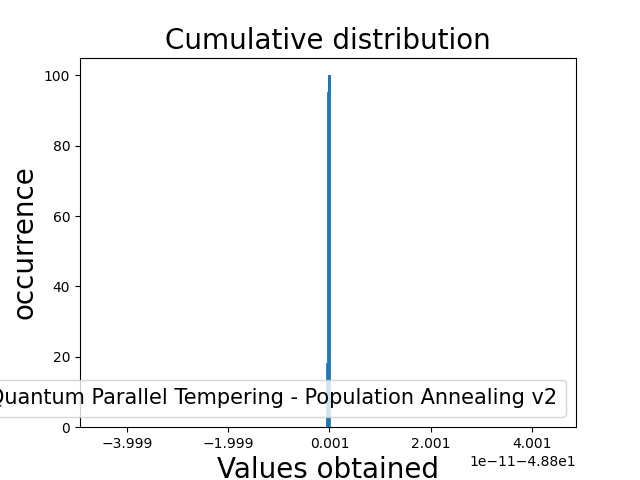 Cumulative distribution
occurrence
100
80
60
40
20
0
Quantum Parallel Tempering - Population Annealing v2
−3.999 −1.999 0.001 2.001 4.001
1e−11−4.88e1
Values obtained